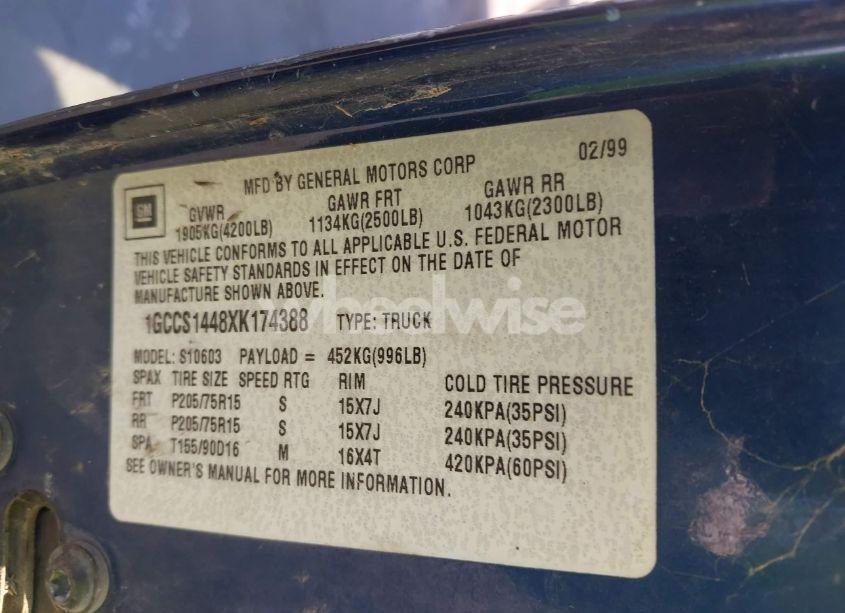 MFD BY GENERAL MOTORS CORP 02/99
GM
GVWR GAWR FRT GAWR RR
1905KG(4200LB) 1134KG(2500LB) 1043KG(2300LB)
THIS VEHICLE CONFORMS TO ALL APPLICABLE U.S. FEDERAL MOTOR
VEHICLE SAFETY STANDARDS IN EFFECT ON THE DATE OF
MANUFACTURE SHOWN ABOVE.
wheelwise
1GCCS1448XK174388 TYPE: TRUCK
MODEL: S10603 PAYLOAD = 452KG(996LB)
SPAX TIRE SIZE SPEED RTG RIM COLD TIRE PRESSURE
FRT P205/75R15 S 15X7J 240KPA(35PSI)
RR P205/75R15 S 15X7J 240KPA(35PSI)
SPA T155/90D16 M 16X4T 420KPA(60PSI)
SEE OWNER'S MANUAL FOR MORE INFORMATION.